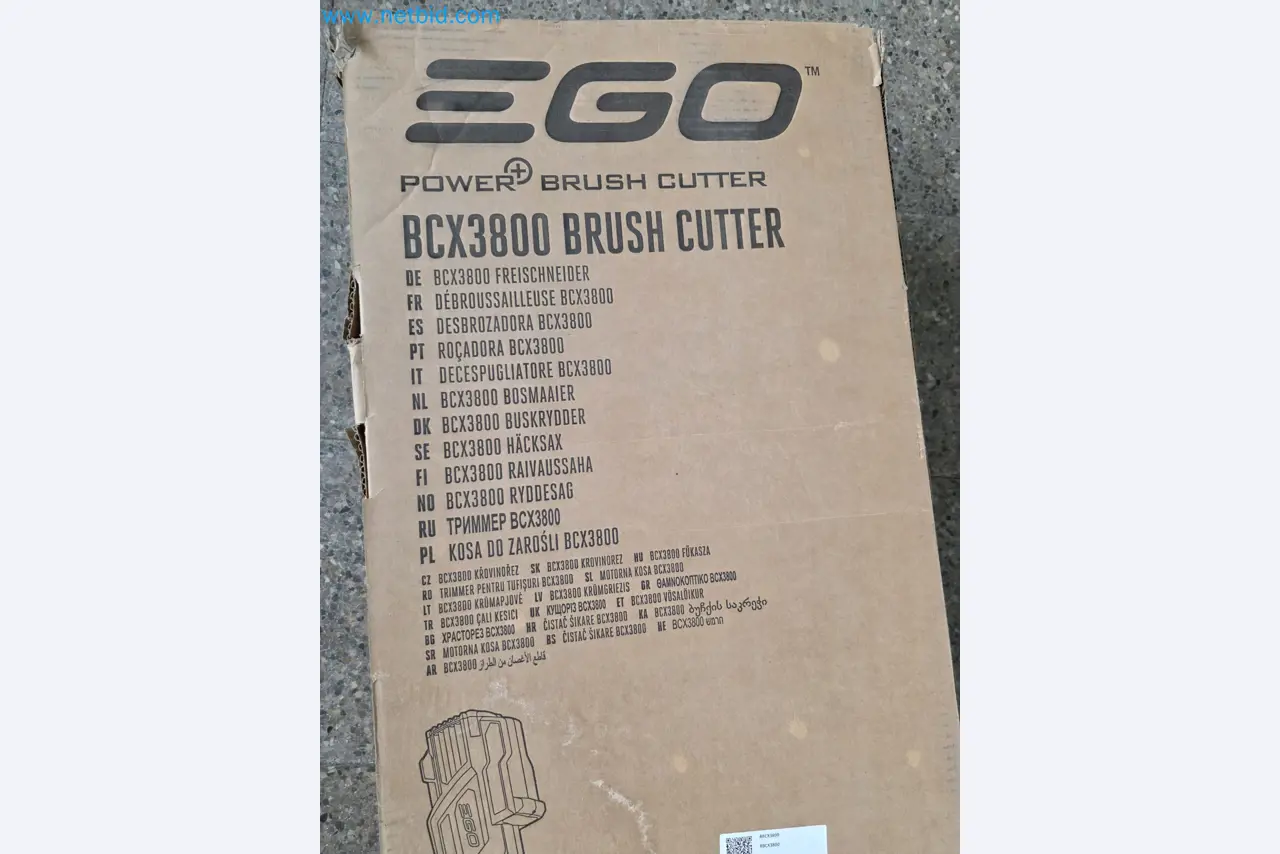 www.netbid.com
EGO™
POWER+ BRUSH CUTTER
BCX3800 BRUSH CUTTER
DE BCX3800 FREISCHNEIDER
FR DÉBROUSSAILLEUSE BCX3800
ES DESBROZADORA BCX3800
PT ROÇADORA BCX3800
IT DECESPUGLIATORE BCX3800
NL BCX3800 BOSMAAIER
DK BCX3800 BUSKRYDDER
SE BCX3800 HÄCKSAX
FI BCX3800 RAIVAUSSAHA
NO BCX3800 RYDDESAG
RU ТРИММЕР BCX3800
PL KOSA DO ZAROŚLI BCX3800
CZ BCX3800 KŘOVINOŘEZ SK BCX3800 KROVINOREZ HU BCX3800 FŰKASZA
RO TRIMMER PENTRU TUFIȘURI BCX3800 SL MOTORNA KOSA BCX3800
LT BCX3800 KRŪMAPJOVĖ LV BCX3800 KRŪMGRIEZIS GR ΘΑΜΝΟΚΟΠΤΙΚΟ BCX3800
TR BCX3800 ÇALI KESİCİ UK КУЩОРІЗ BCX3800 ET BCX3800 VÕSALÕIKUR
BG ХРАСТОРЕЗ BCX3800 HR ČISTAČ ŠIKARE BCX3800 KA BCX3800 ბუჩქის საკრეჭი
SR MOTORNA KOSA BCX3800 BS ČISTAČ ŠIKARE BCX3800 HE BCX3800 חרמש
AR BCX3800 قاطع الأغصان من الطراز
EGO